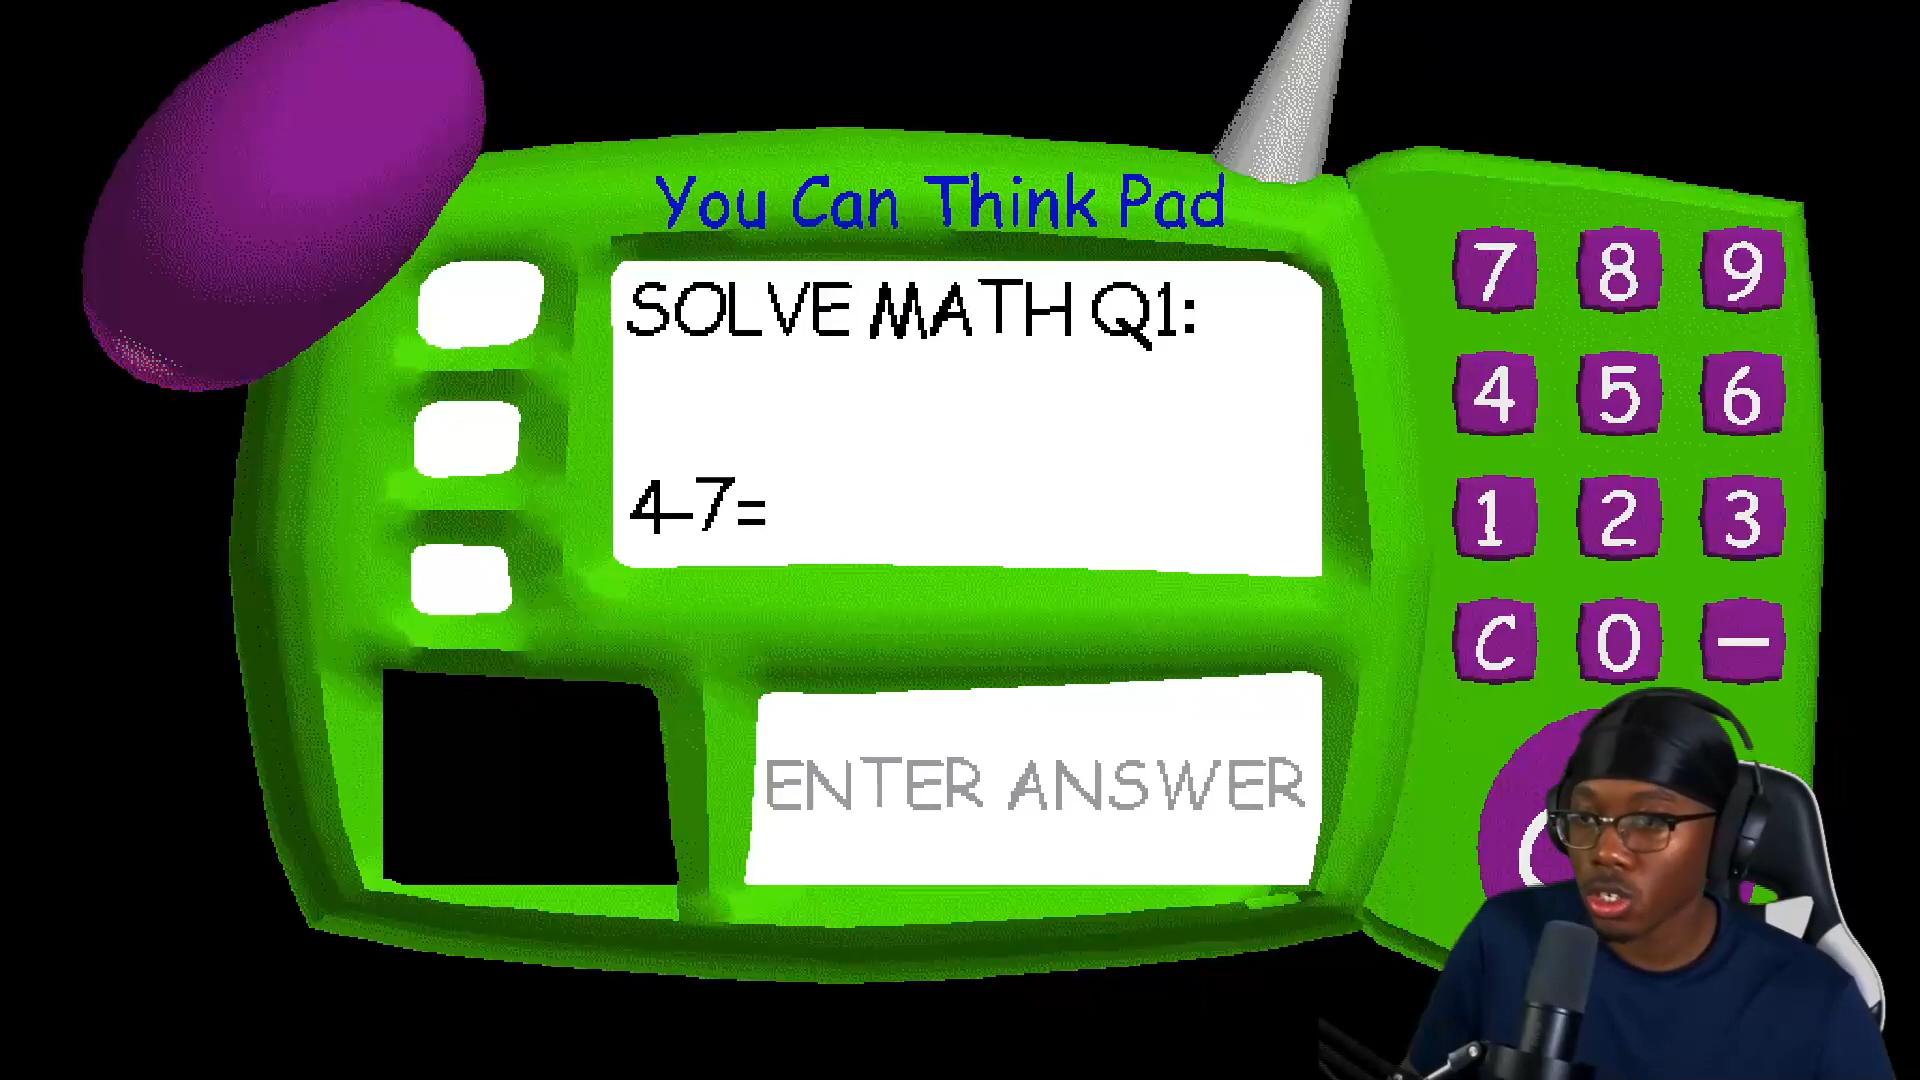 You Can Think Pad
SOLVE MATH Q1:
4-7=
ENTER ANSWER
7 8 9
4 5 6
1 2 3
C 0 -